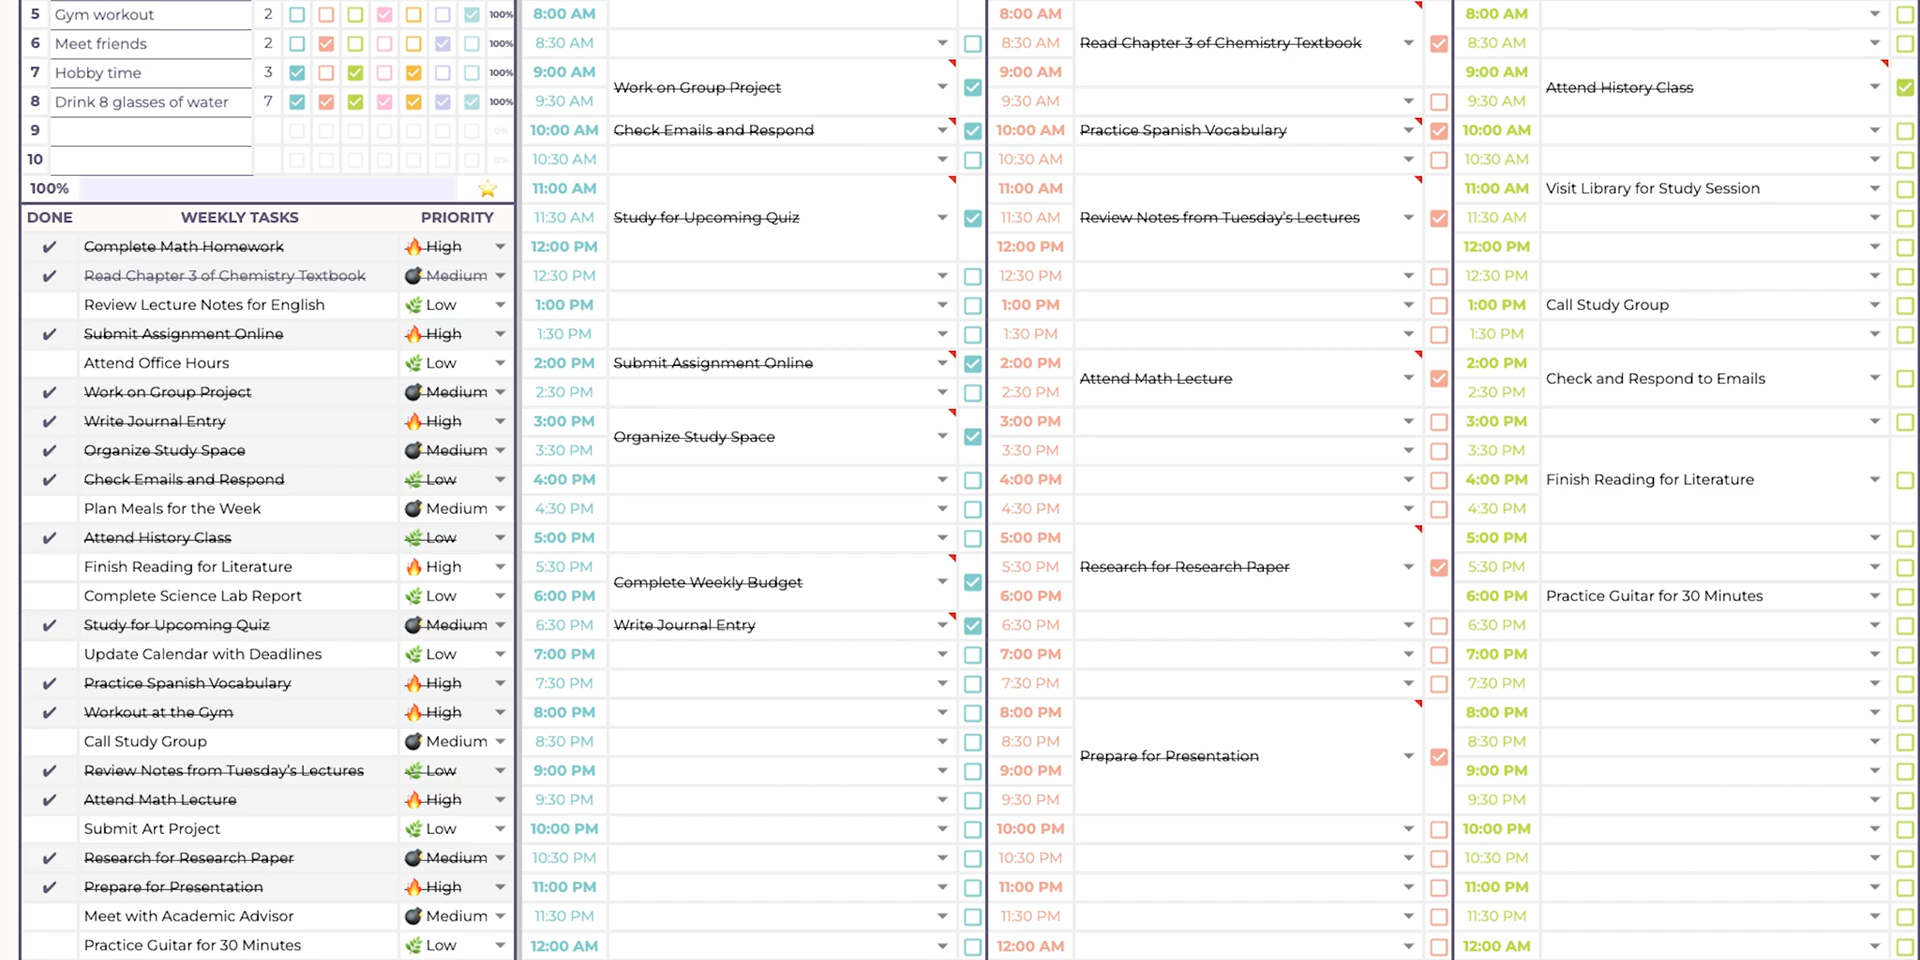 5 Gym workout 2 100%
6 Meet friends 2 100%
7 Hobby time 3 100%
8 Drink 8 glasses of water 7 100%
9 0%
10 0%
100%
DONE WEEKLY TASKS PRIORITY
✔ Complete Math Homework High
✔ Read Chapter 3 of Chemistry Textbook Medium
Review Lecture Notes for English Low
✔ Submit Assignment Online High
Attend Office Hours Low
✔ Work on Group Project Medium
✔ Write Journal Entry High
✔ Organize Study Space Medium
✔ Check Emails and Respond Low
Plan Meals for the Week Medium
✔ Attend History Class Low
Finish Reading for Literature High
Complete Science Lab Report Low
✔ Study for Upcoming Quiz Medium
Update Calendar with Deadlines Low
✔ Practice Spanish Vocabulary High
✔ Workout at the Gym High
Call Study Group Medium
✔ Review Notes from Tuesday's Lectures Low
✔ Attend Math Lecture High
Submit Art Project Low
✔ Research for Research Paper Medium
✔ Prepare for Presentation High
Meet with Academic Advisor Medium
Practice Guitar for 30 Minutes Low
8:00 AM
8:30 AM
9:00 AM
Work on Group Project
9:30 AM
10:00 AM Check Emails and Respond
10:30 AM
11:00 AM
11:30 AM Study for Upcoming Quiz
12:00 PM
12:30 PM
1:00 PM
1:30 PM
2:00 PM Submit Assignment Online
2:30 PM
3:00 PM
Organize Study Space
3:30 PM
4:00 PM
4:30 PM
5:00 PM
5:30 PM
Complete Weekly Budget
6:00 PM
6:30 PM Write Journal Entry
7:00 PM
7:30 PM
8:00 PM
8:30 PM
9:00 PM
9:30 PM
10:00 PM
10:30 PM
11:00 PM
11:30 PM
12:00 AM
8:00 AM
8:30 AM Read Chapter 3 of Chemistry Textbook
9:00 AM
9:30 AM
10:00 AM Practice Spanish Vocabulary
10:30 AM
11:00 AM
11:30 AM Review Notes from Tuesday's Lectures
12:00 PM
12:30 PM
1:00 PM
1:30 PM
2:00 PM
Attend Math Lecture
2:30 PM
3:00 PM
3:30 PM
4:00 PM
4:30 PM
5:00 PM
5:30 PM Research for Research Paper
6:00 PM
6:30 PM
7:00 PM
7:30 PM
8:00 PM
8:30 PM
Prepare for Presentation
9:00 PM
9:30 PM
10:00 PM
10:30 PM
11:00 PM
11:30 PM
12:00 AM
8:00 AM
8:30 AM
9:00 AM
Attend History Class
9:30 AM
10:00 AM
10:30 AM
11:00 AM Visit Library for Study Session
11:30 AM
12:00 PM
12:30 PM
1:00 PM Call Study Group
1:30 PM
2:00 PM
Check and Respond to Emails
2:30 PM
3:00 PM
3:30 PM
4:00 PM Finish Reading for Literature
4:30 PM
5:00 PM
5:30 PM
6:00 PM Practice Guitar for 30 Minutes
6:30 PM
7:00 PM
7:30 PM
8:00 PM
8:30 PM
9:00 PM
9:30 PM
10:00 PM
10:30 PM
11:00 PM
11:30 PM
12:00 AM